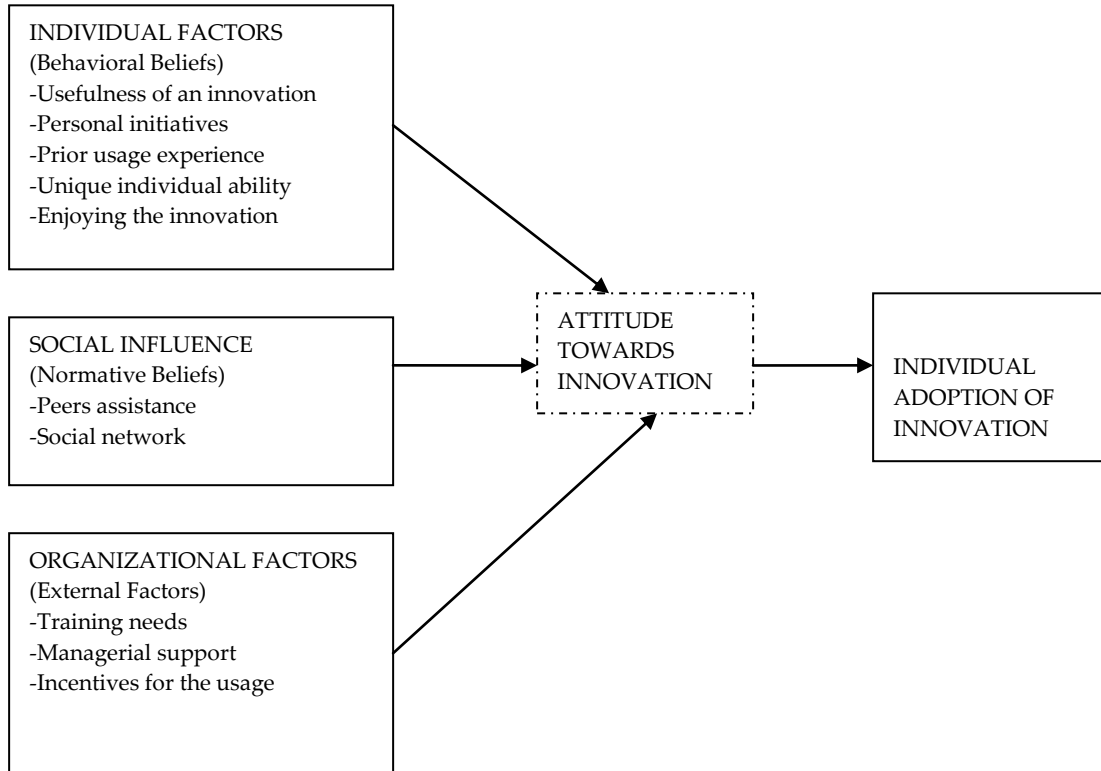 INDIVIDUAL FACTORS
(Behavioral Beliefs)
-Usefulness of an innovation
-Personal initiatives
-Prior usage experience
-Unique individual ability
-Enjoying the innovation
SOCIAL INFLUENCE
(Normative Beliefs)
-Peers assistance
-Social network
ORGANIZATIONAL FACTORS
(External Factors)
-Training needs
-Managerial support
-Incentives for the usage
ATTITUDE
TOWARDS
INNOVATION
INDIVIDUAL
ADOPTION OF
INNOVATION